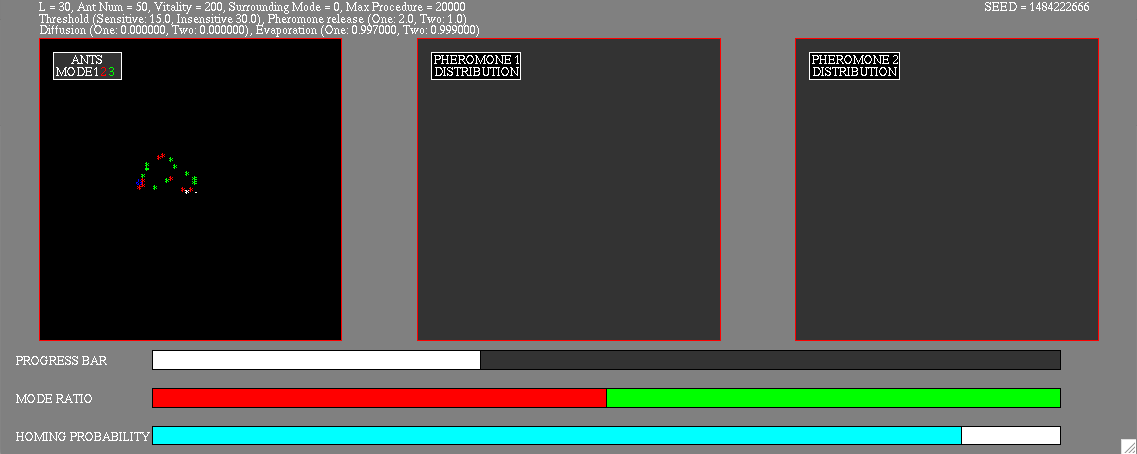 L = 30, Ant Num = 50, Vitality = 200, Surrounding Mode = 0, Max Procedure = 20000
SEED = 1484222666
Threshold (Sensitive: 15.0, Insensitive 30.0), Pheromone release (One: 2.0, Two: 1.0)
Diffusion (One: 0.000000, Two: 0.000000), Evaporation (One: 0.997000, Two: 0.999000)
ANTS
MODE123
PHEROMONE 1
DISTRIBUTION
PHEROMONE 2
DISTRIBUTION
PROGRESS BAR
MODE RATIO
HOMING PROBABILITY